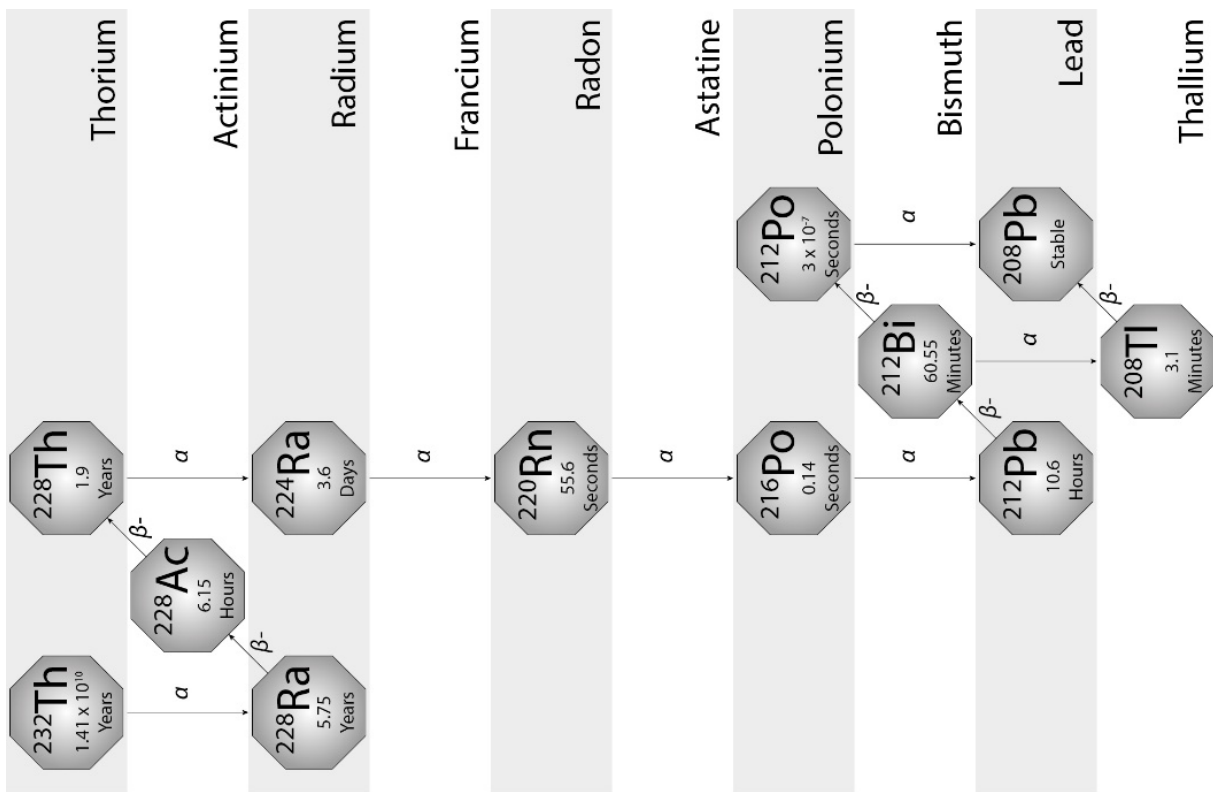 Thorium
Actinium
Radium
Francium
Radon
Astatine
Polonium
Bismuth
Lead
Thallium
232Th
1.41 x 10^10
Years
α
228Ra
5.75
Years
β-
228Ac
6.15
Hours
β-
228Th
1.9
Years
α
224Ra
3.6
Days
α
220Rn
55.6
Seconds
α
216Po
0.14
Seconds
α
212Pb
10.6
Hours
β-
212Bi
60.55
Minutes
β-
α
212Po
3 x 10^-7
Seconds
α
208Tl
3.1
Minutes
β-
208Pb
Stable